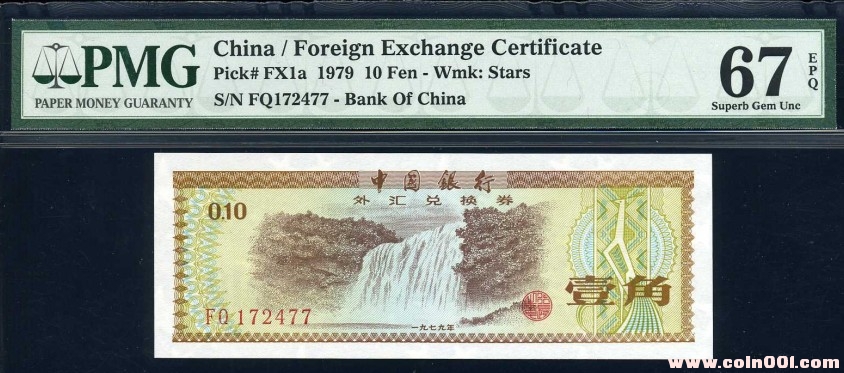 PMG
PAPER MONEY GUARANTY
China / Foreign Exchange Certificate
Pick# FX1a 1979 10 Fen - Wmk: Stars
S/N FQ172477 - Bank Of China
67
EPQ
Superb Gem Unc
中国银行
外汇兑换券
0.10
壹角
FQ 172477
一九七九年
www.coin001.com